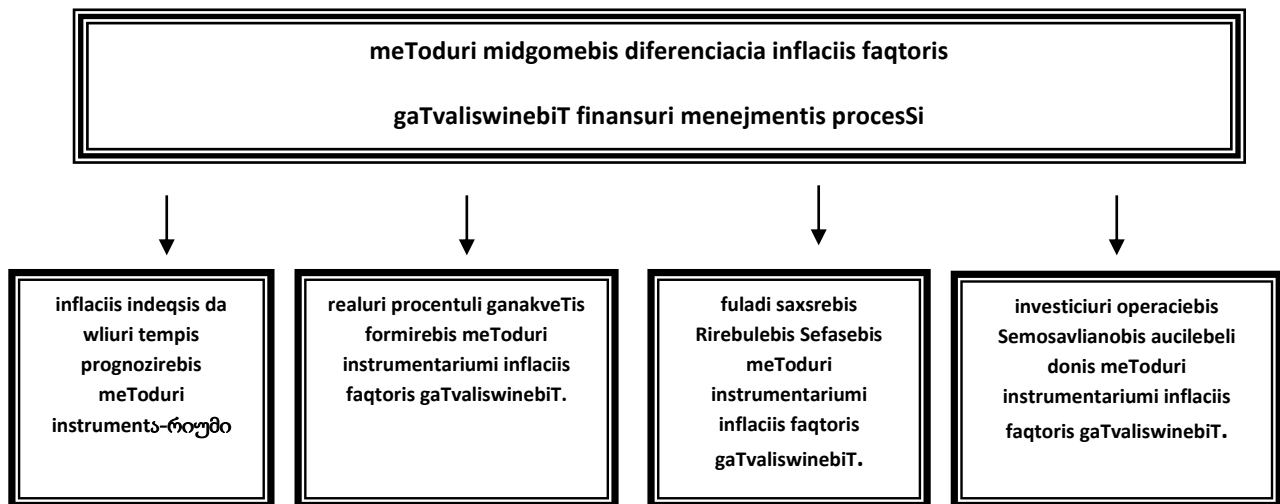 meToduri midgomebis diferenciacia inflaciis faqtoris
gaTvaliswinebiT finansuri menejmentis procesSi
inflaciis indeqsis da
wliuri tempis
prognozirebis
meToduri
instrumentა-რიუმი
realuri procentuli ganakveTis
formirebis meToduri
instrumentariumi inflaciis
faqtoris gaTvaliswinebiT.
fuladi saxsrebis
Rirebulebis Sefasebis
meToduri
instrumentariumi
inflaciis faqtoris
gaTvaliswinebiT.
investiciuri operaciebis
Semosavlianobis aucilebeli
donis meToduri
instrumentariumi inflaciis
faqtoris gaTvaliswinebiT.